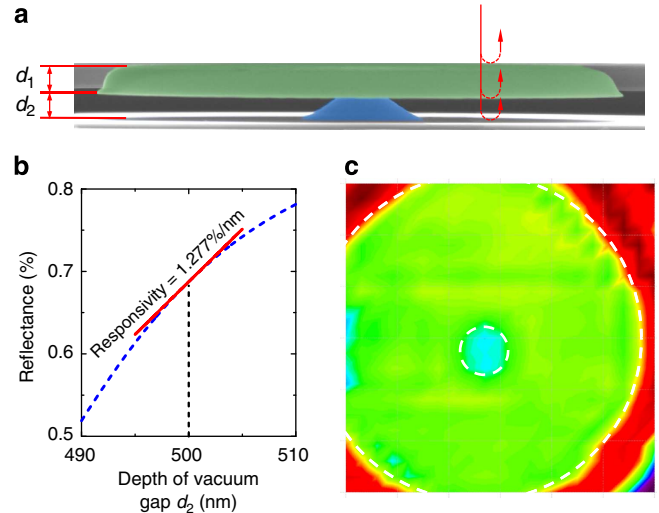 a
d1
d2
b
0.8
0.7
0.6
0.5
Reflectance (%)
Responsivity = 1.277%/nm
490
500
510
Depth of vacuum
gap d2 (nm)
c